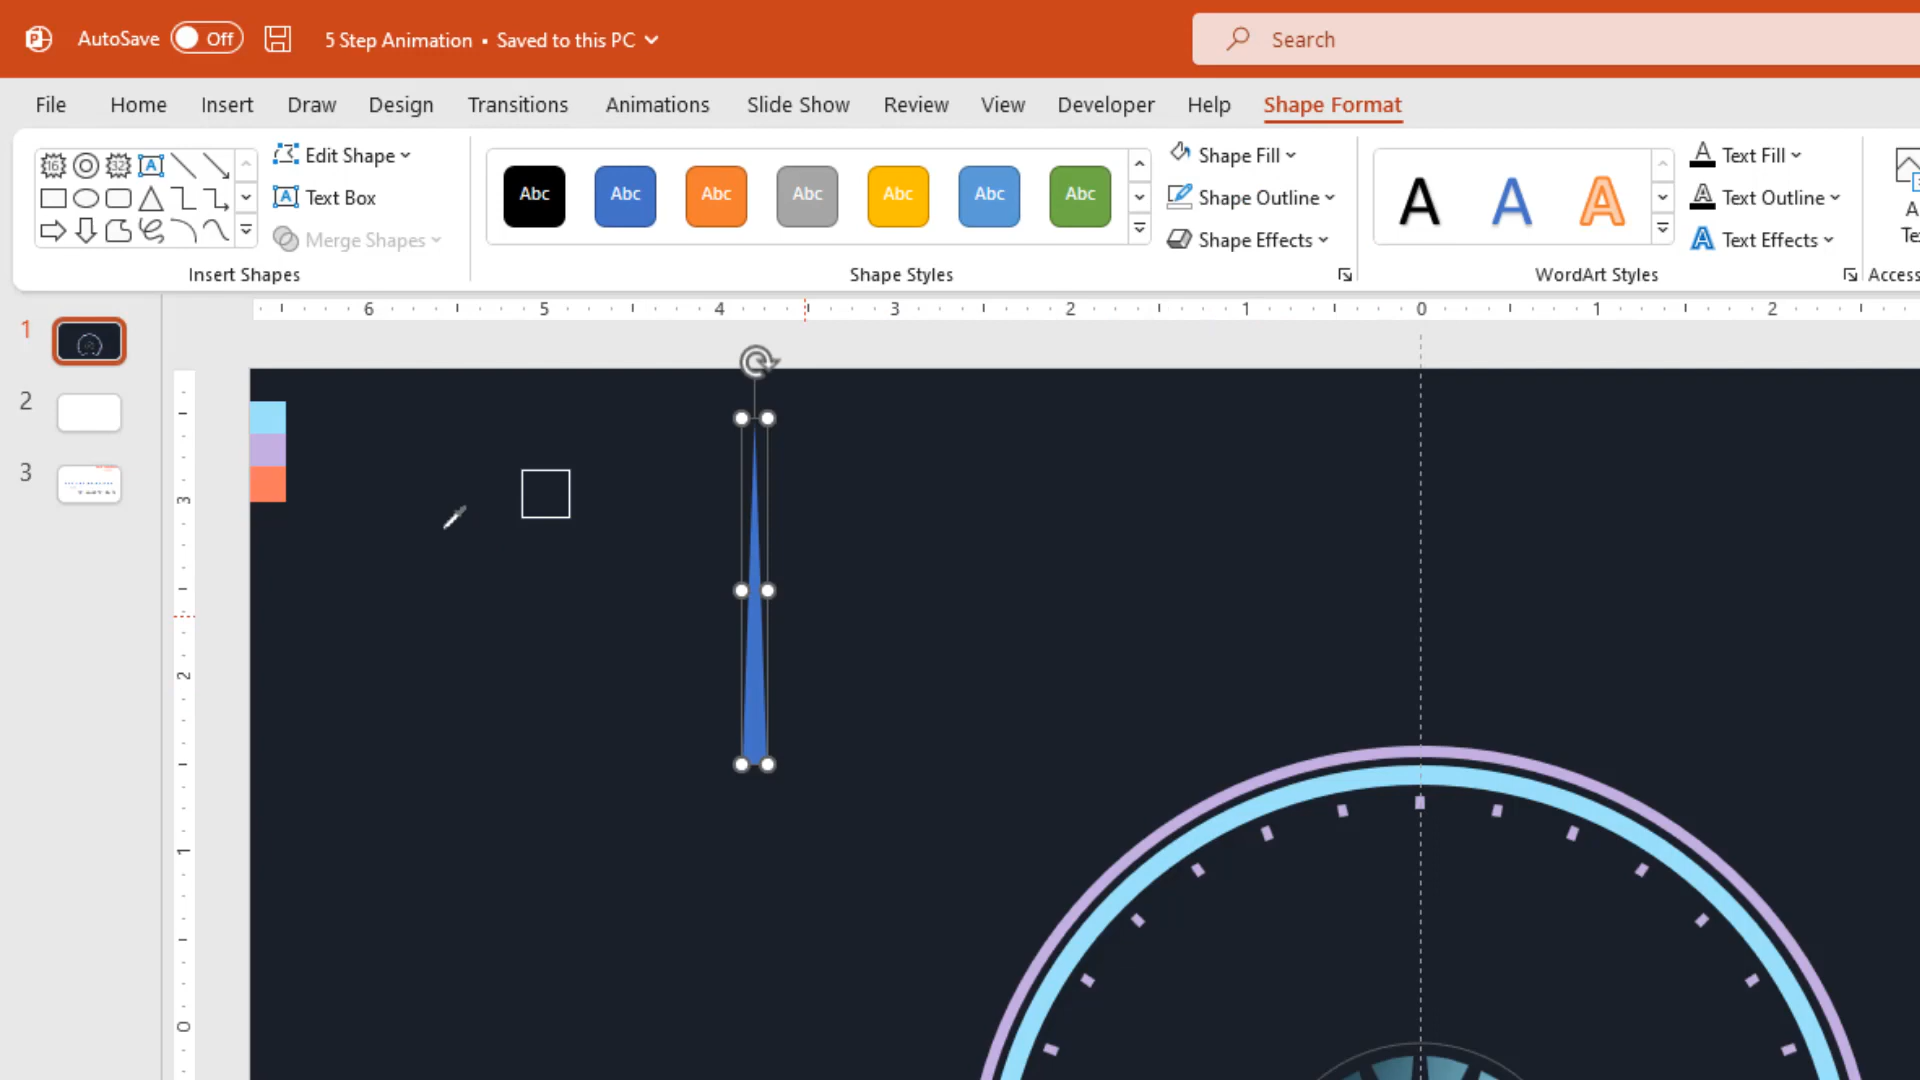 AutoSave Off 5 Step Animation • Saved to this PC Search
File Home Insert Draw Design Transitions Animations Slide Show Review View Developer Help Shape Format
Edit Shape
Text Box
Merge Shapes
Insert Shapes
Abc Abc Abc Abc Abc Abc Abc
Shape Fill
Shape Outline
Shape Effects
Shape Styles
A A A
Text Fill
Text Outline
Text Effects
WordArt Styles
A
Te
Access
6 5 4 3 2 1 0 1 2
1
2
3
3
2
1
0